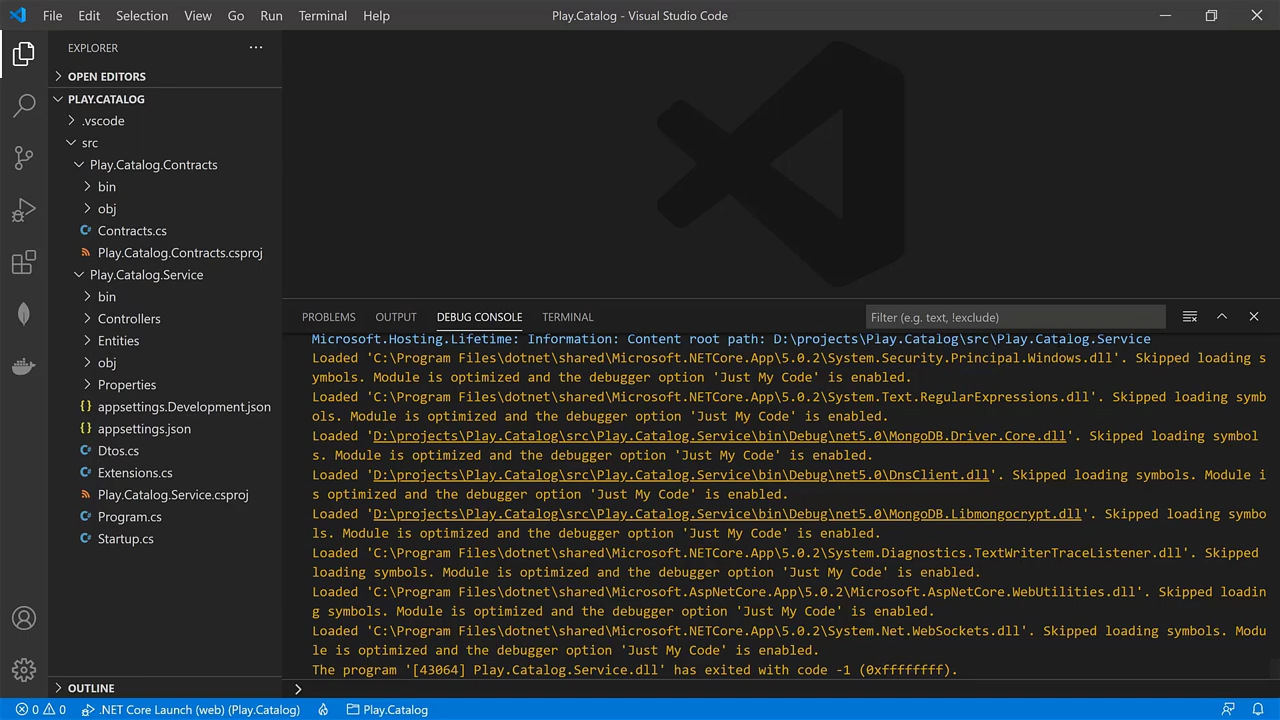 File Edit Selection View Go Run Terminal Help
Play.Catalog - Visual Studio Code
EXPLORER
OPEN EDITORS
PLAY.CATALOG
.vscode
src
Play.Catalog.Contracts
bin
obj
Contracts.cs
Play.Catalog.Contracts.csproj
Play.Catalog.Service
bin
Controllers
Entities
obj
Properties
{} appsettings.Development.json
{} appsettings.json
Dtos.cs
Extensions.cs
Play.Catalog.Service.csproj
Program.cs
Startup.cs
OUTLINE
PROBLEMS OUTPUT DEBUG CONSOLE TERMINAL
Filter (e.g. text, !exclude)
Microsoft.Hosting.Lifetime: Information: Content root path: D:\projects\Play.Catalog\src\Play.Catalog.Service
Loaded 'C:\Program Files\dotnet\shared\Microsoft.NETCore.App\5.0.2\System.Security.Principal.Windows.dll'. Skipped loading s
ymbols. Module is optimized and the debugger option 'Just My Code' is enabled.
Loaded 'C:\Program Files\dotnet\shared\Microsoft.NETCore.App\5.0.2\System.Text.RegularExpressions.dll'. Skipped loading symb
ols. Module is optimized and the debugger option 'Just My Code' is enabled.
Loaded 'D:\projects\Play.Catalog\src\Play.Catalog.Service\bin\Debug\net5.0\MongoDB.Driver.Core.dll'. Skipped loading symbol
s. Module is optimized and the debugger option 'Just My Code' is enabled.
Loaded 'D:\projects\Play.Catalog\src\Play.Catalog.Service\bin\Debug\net5.0\DnsClient.dll'. Skipped loading symbols. Module i
s optimized and the debugger option 'Just My Code' is enabled.
Loaded 'D:\projects\Play.Catalog\src\Play.Catalog.Service\bin\Debug\net5.0\MongoDB.Libmongocrypt.dll'. Skipped loading symbo
ls. Module is optimized and the debugger option 'Just My Code' is enabled.
Loaded 'C:\Program Files\dotnet\shared\Microsoft.NETCore.App\5.0.2\System.Diagnostics.TextWriterTraceListener.dll'. Skipped
loading symbols. Module is optimized and the debugger option 'Just My Code' is enabled.
Loaded 'C:\Program Files\dotnet\shared\Microsoft.AspNetCore.App\5.0.2\Microsoft.AspNetCore.WebUtilities.dll'. Skipped loadin
g symbols. Module is optimized and the debugger option 'Just My Code' is enabled.
Loaded 'C:\Program Files\dotnet\shared\Microsoft.NETCore.App\5.0.2\System.Net.WebSockets.dll'. Skipped loading symbols. Modu
le is optimized and the debugger option 'Just My Code' is enabled.
The program '[43064] Play.Catalog.Service.dll' has exited with code -1 (0xffffffff).
0 0 .NET Core Launch (web) (Play.Catalog) Play.Catalog